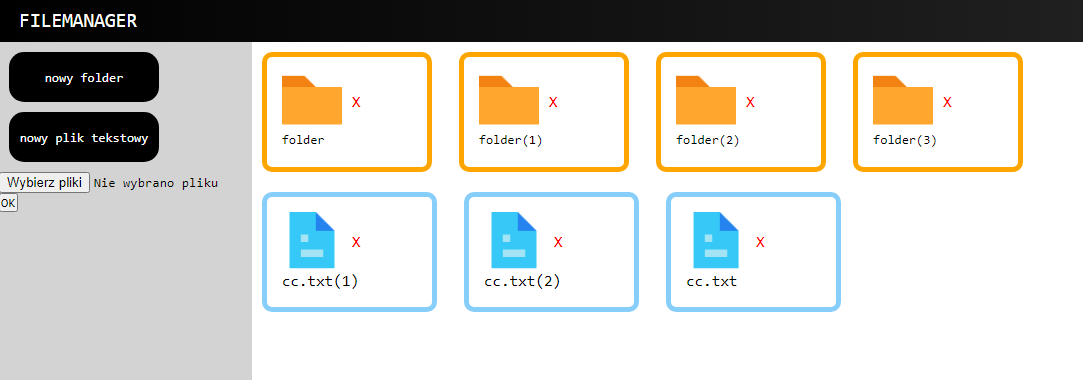 FILEMANAGER
nowy folder
nowy plik tekstowy
Wybierz pliki Nie wybrano pliku
OK
X X X X
folder folder(1) folder(2) folder(3)
X X X
cc.txt(1) cc.txt(2) cc.txt